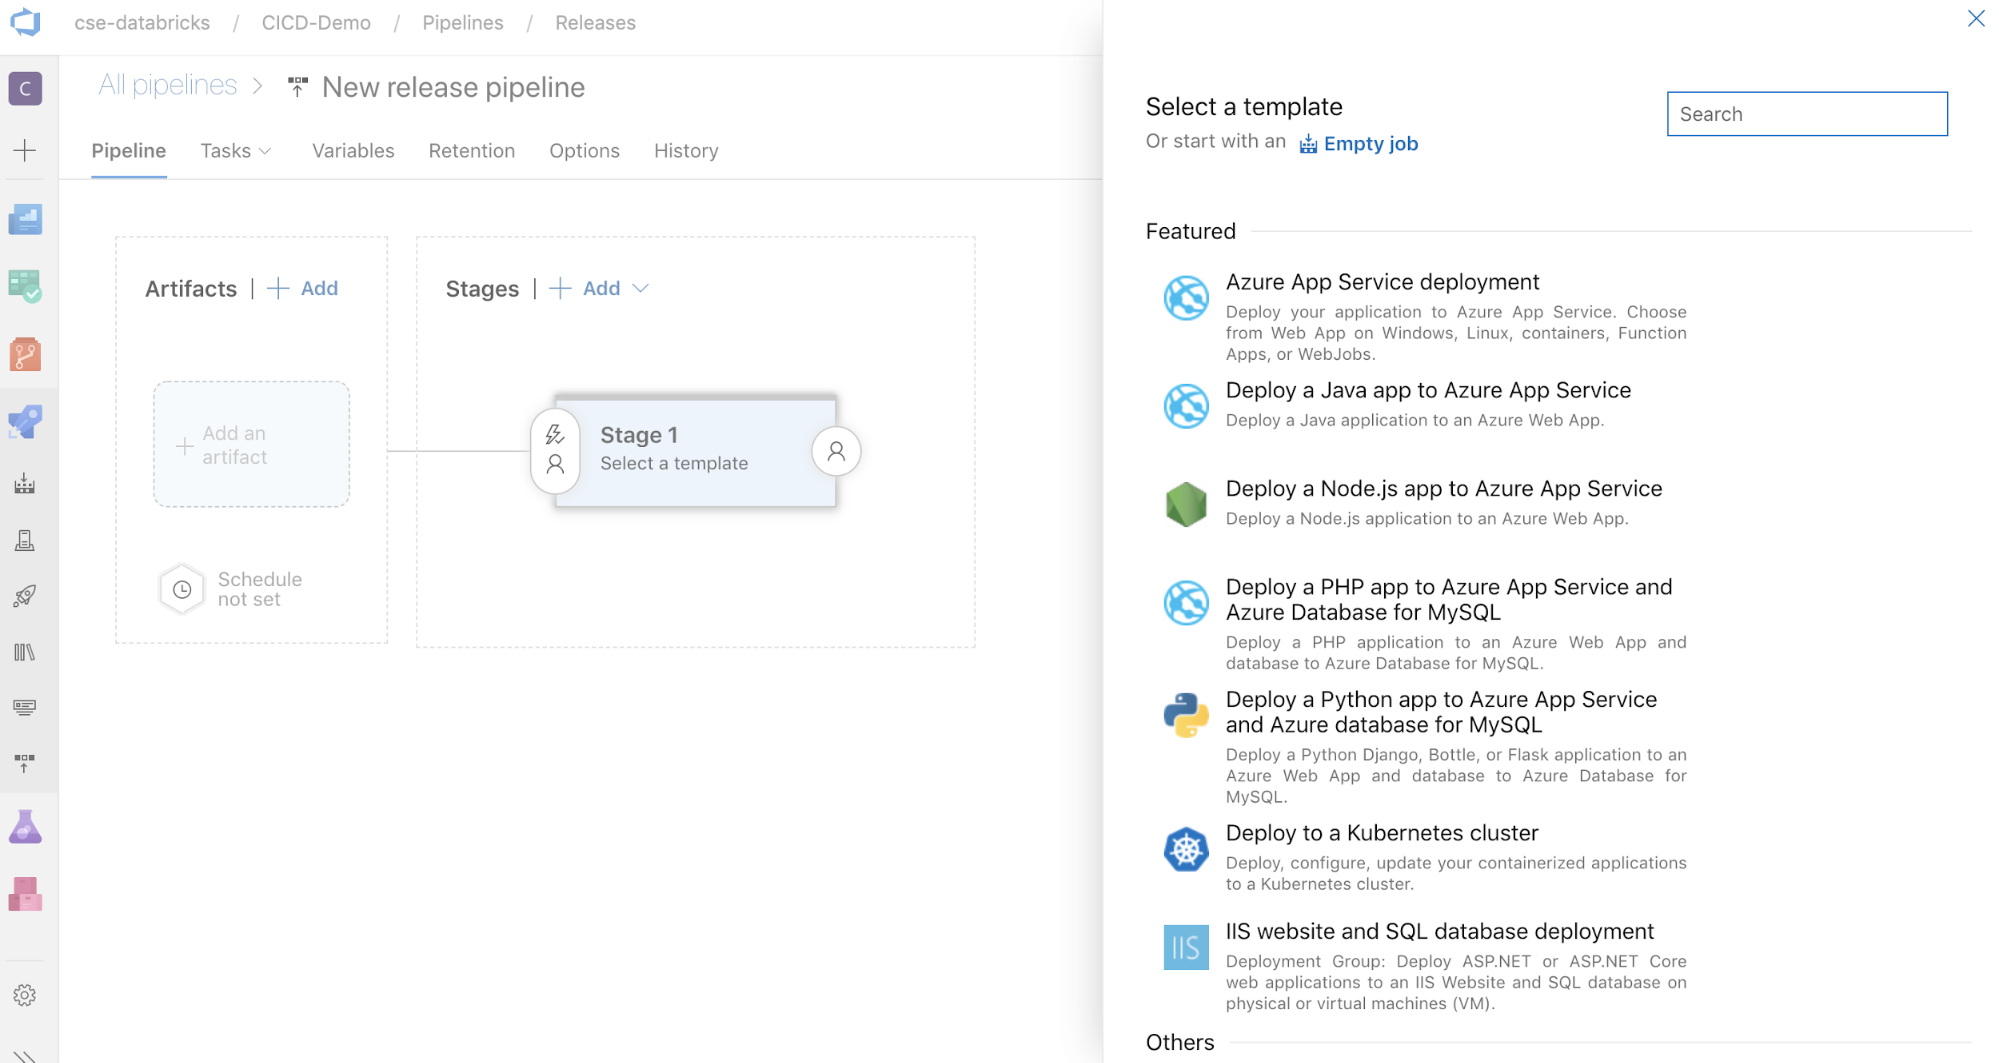 cse-databricks / CICD-Demo / Pipelines / Releases
C
All pipelines > New release pipeline
Pipeline Tasks Variables Retention Options History
Artifacts | + Add
Stages | + Add
Add an
artifact
Schedule
not set
Stage 1
Select a template
Select a template
Search
Or start with an Empty job
Featured
Azure App Service deployment
Deploy your application to Azure App Service. Choose
from Web App on Windows, Linux, containers, Function
Apps, or WebJobs.
Deploy a Java app to Azure App Service
Deploy a Java application to an Azure Web App.
Deploy a Node.js app to Azure App Service
Deploy a Node.js application to an Azure Web App.
Deploy a PHP app to Azure App Service and
Azure Database for MySQL
Deploy a PHP application to an Azure Web App and
database to Azure Database for MySQL.
Deploy a Python app to Azure App Service
and Azure database for MySQL
Deploy a Python Django, Bottle, or Flask application to an
Azure Web App and database to Azure Database for
MySQL.
Deploy to a Kubernetes cluster
Deploy, configure, update your containerized applications
to a Kubernetes cluster.
IIS
IIS website and SQL database deployment
Deployment Group: Deploy ASP.NET or ASP.NET Core
web applications to an IIS Website and SQL database on
physical or virtual machines (VM).
Others